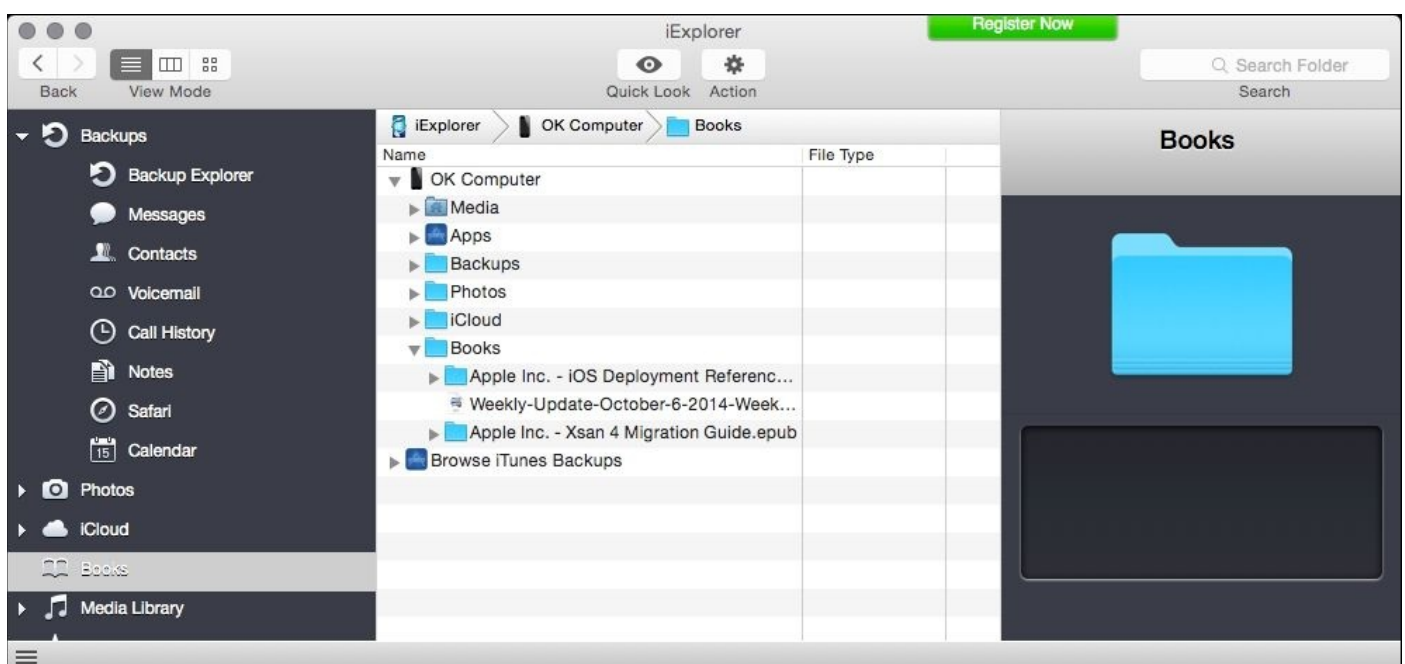 iExplorer
Register Now
Search Folder
Back
View Mode
Quick Look
Action
Search
Backups
Backup Explorer
Messages
Contacts
Voicemail
Call History
Notes
Safari
15
Calendar
Photos
iCloud
Books
Media Library
iExplorer
OK Computer
Books
Name
File Type
OK Computer
Media
Apps
Backups
Photos
iCloud
Books
Apple Inc. - iOS Deployment Referenc...
Weekly-Update-October-6-2014-Week...
Apple Inc. - Xsan 4 Migration Guide.epub
Browse iTunes Backups
Books